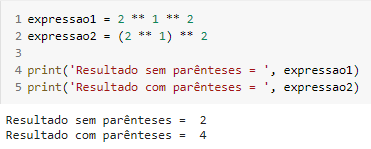 1 expressao1 = 2 ** 1 ** 2
2 expressao2 = (2 ** 1) ** 2
3
4 print('Resultado sem parênteses = ', expressao1)
5 print('Resultado com parênteses = ', expressao2)
Resultado sem parênteses =  2
Resultado com parênteses =  4